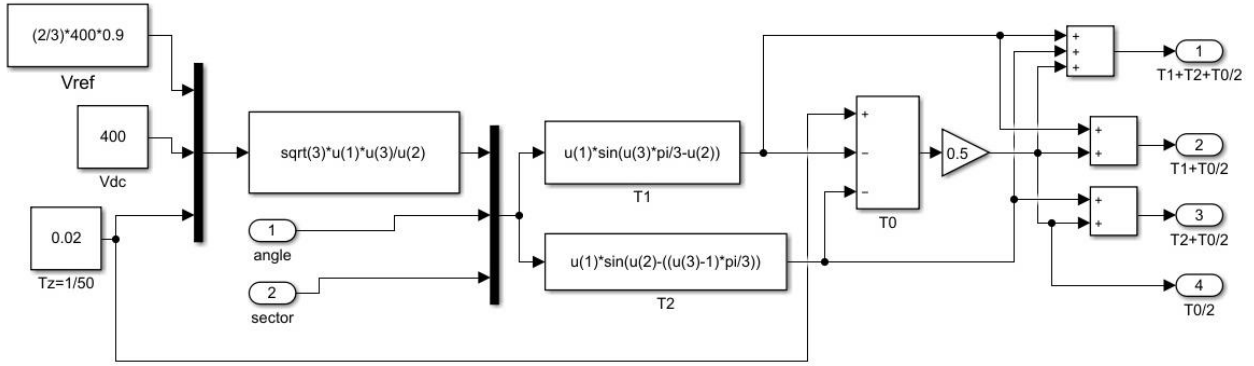 (2/3)*400*0.9
Vref
400
Vdc
0.02
Tz=1/50
sqrt(3)*u(1)*u(3)/u(2)
1
angle
2
sector
u(1)*sin(u(3)*pi/3-u(2))
T1
u(1)*sin(u(2)-((u(3)-1)*pi/3))
T2
+
−
−
T0
0.5
+
+
+
1
T1+T2+T0/2
+
+
2
T1+T0/2
+
+
3
T2+T0/2
4
T0/2